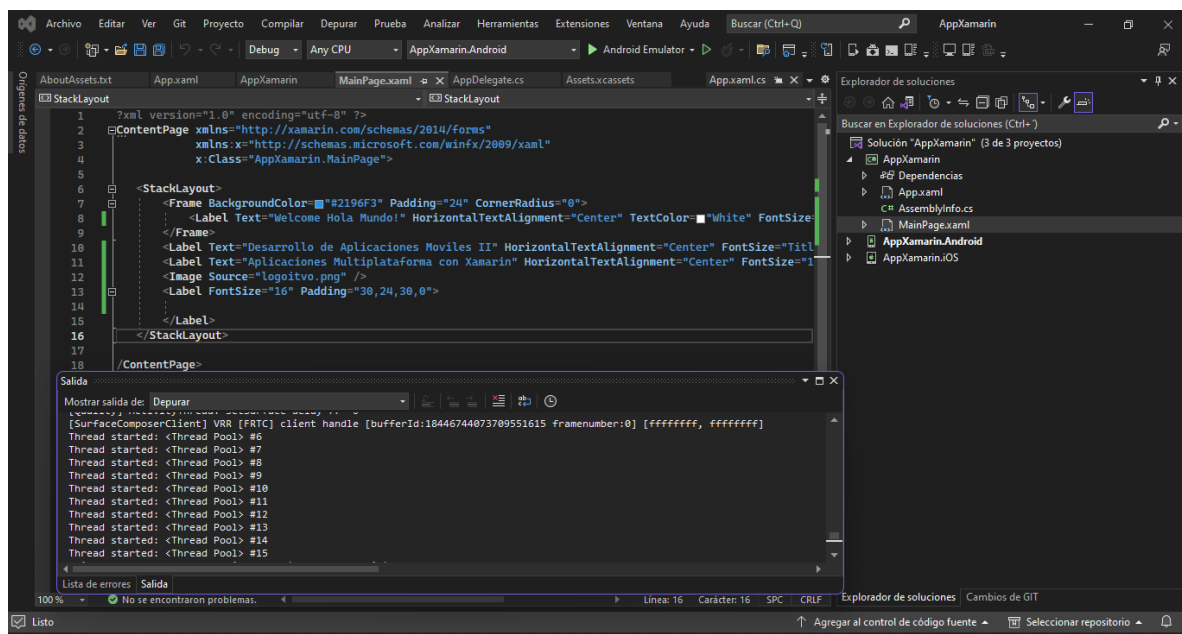 Archivo Editar Ver Git Proyecto Compilar Depurar Prueba Analizar Herramientas Extensiones Ventana Ayuda Buscar (Ctrl+Q) AppXamarin
Debug Any CPU AppXamarin.Android Android Emulator
Orígenes de datos
AboutAssets.txt App.xaml AppXamarin MainPage.xaml AppDelegate.cs Assets.xcassets App.xaml.cs
StackLayout StackLayout
1 ?xml version="1.0" encoding="utf-8" ?>
2 ContentPage xmlns="http://xamarin.com/schemas/2014/forms"
3 xmlns:x="http://schemas.microsoft.com/winfx/2009/xaml"
4 x:Class="AppXamarin.MainPage">
5
6 <StackLayout>
7 <Frame BackgroundColor="#2196F3" Padding="24" CornerRadius="0">
8 <Label Text="Welcome Hola Mundo!" HorizontalTextAlignment="Center" TextColor="White" FontSize
9 </Frame>
10 <Label Text="Desarrollo de Aplicaciones Moviles II" HorizontalTextAlignment="Center" FontSize="Titl
11 <Label Text="Aplicaciones Multiplataforma con Xamarin" HorizontalTextAlignment="Center" FontSize="1
12 <Image Source="logoitvo.png" />
13 <Label FontSize="16" Padding="30,24,30,0">
14
15 </Label>
16 </StackLayout>
17
18 /ContentPage>
Salida
Mostrar salida de: Depurar
[SurfaceComposerClient] VRR [FRTC] client handle [bufferId:18446744073709551615 framenumber:0] [ffffffff, ffffffff]
Thread started: <Thread Pool> #6
Thread started: <Thread Pool> #7
Thread started: <Thread Pool> #8
Thread started: <Thread Pool> #9
Thread started: <Thread Pool> #10
Thread started: <Thread Pool> #11
Thread started: <Thread Pool> #12
Thread started: <Thread Pool> #13
Thread started: <Thread Pool> #14
Thread started: <Thread Pool> #15
Lista de errores Salida
100 % No se encontraron problemas. Línea: 16 Carácter: 16 SPC CRLF
Explorador de soluciones
Buscar en Explorador de soluciones (Ctrl+¨)
Solución "AppXamarin" (3 de 3 proyectos)
AppXamarin
Dependencias
App.xaml
C# AssemblyInfo.cs
MainPage.xaml
AppXamarin.Android
AppXamarin.iOS
Explorador de soluciones Cambios de GIT
Listo Agregar al control de código fuente Seleccionar repositorio